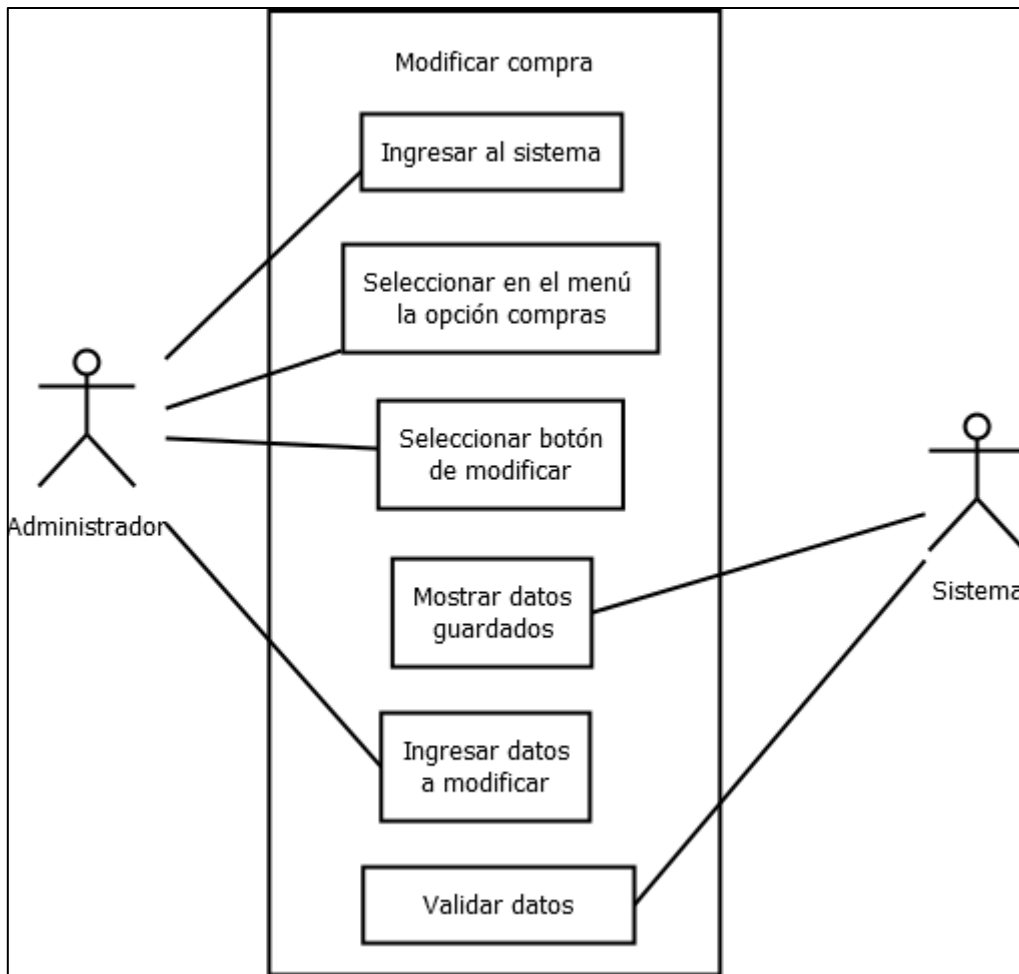 Modificar compra
Ingresar al sistema
Seleccionar en el menú
la opción compras
Seleccionar botón
de modificar
Administrador
Mostrar datos
guardados
Sistema
Ingresar datos
a modificar
Validar datos